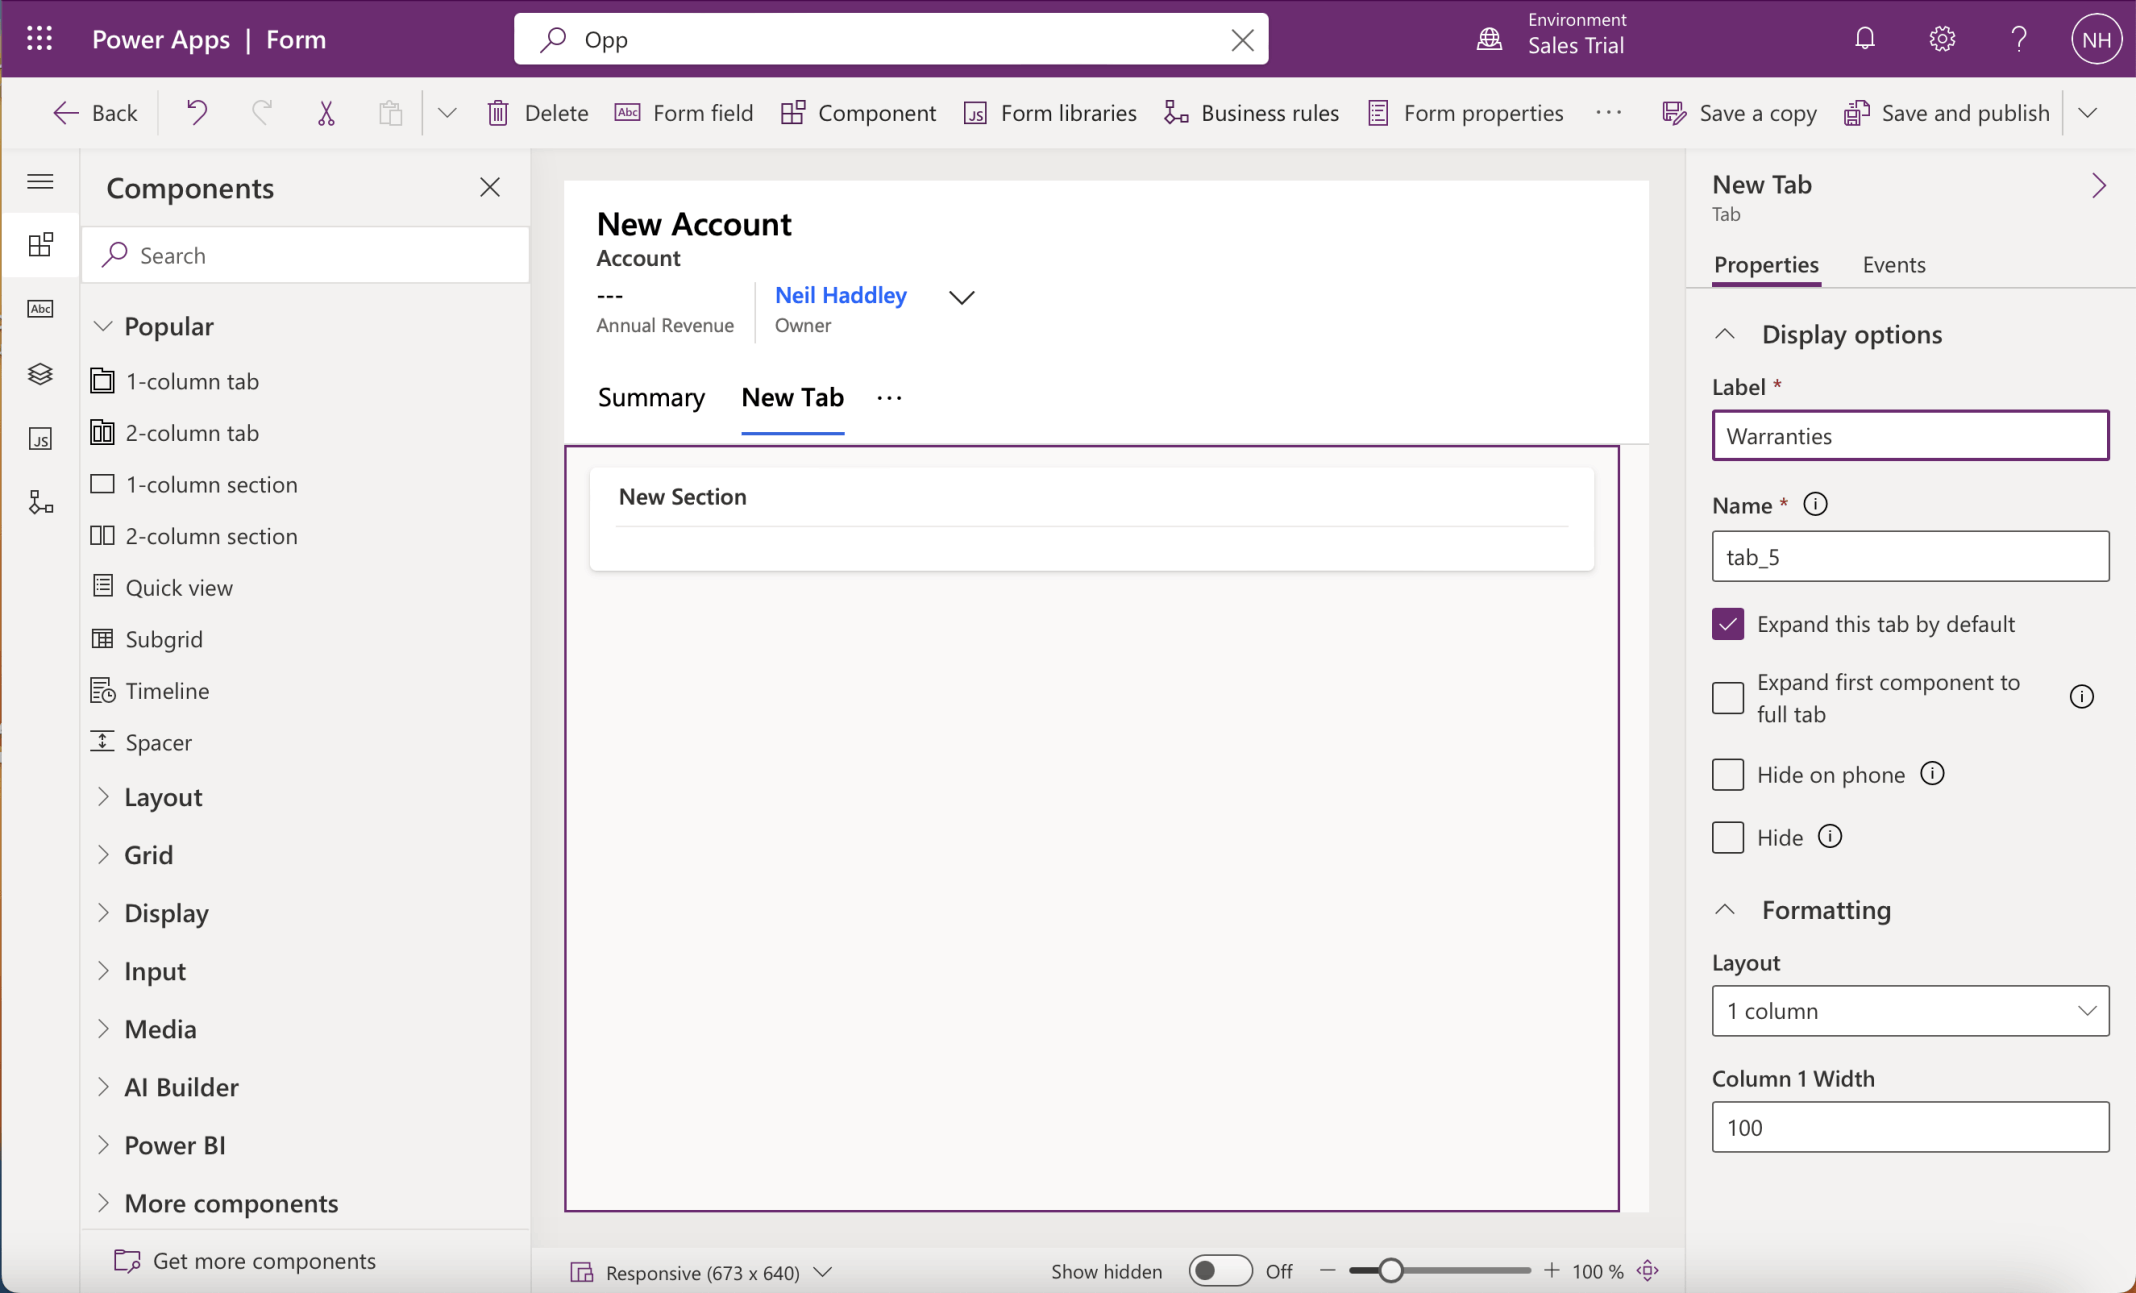 Power Apps | Form
Opp
Environment
Sales Trial
NH
Back
Delete
Abc Form field
Component
JS Form libraries
Business rules
Form properties
Save a copy
Save and publish
Components
Search
Abc
JS
Popular
1-column tab
2-column tab
1-column section
2-column section
Quick view
Subgrid
Timeline
Spacer
Layout
Grid
Display
Input
Media
AI Builder
Power BI
More components
Get more components
New Account
Account
---
Annual Revenue
Neil Haddley
Owner
Summary
New Tab
New Section
Responsive (673 x 640)
Show hidden
Off
100 %
New Tab
Tab
Properties
Events
Display options
Label *
Warranties
Name *
tab_5
Expand this tab by default
Expand first component to
full tab
Hide on phone
Hide
Formatting
Layout
1 column
Column 1 Width
100